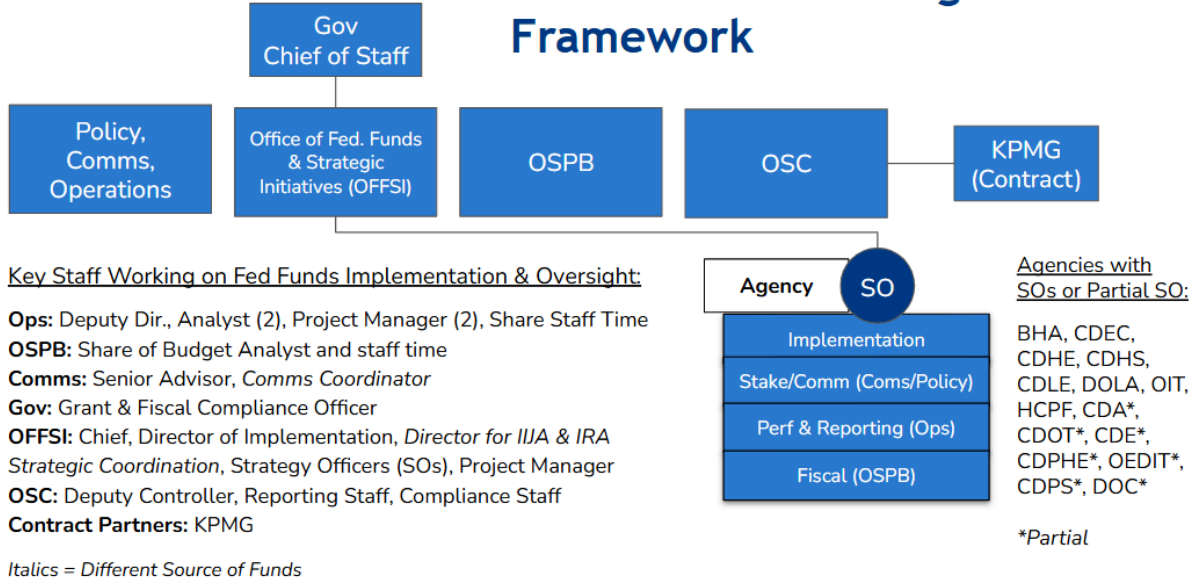 Framework
Gov
Chief of Staff
Policy,
Comms,
Operations
Office of Fed. Funds
& Strategic
Initiatives (OFFSI)
OSPB
OSC
KPMG
(Contract)
Key Staff Working on Fed Funds Implementation & Oversight:
Ops: Deputy Dir., Analyst (2), Project Manager (2), Share Staff Time
OSPB: Share of Budget Analyst and staff time
Comms: Senior Advisor, Comms Coordinator
Gov: Grant & Fiscal Compliance Officer
OFFSI: Chief, Director of Implementation, Director for IIJA & IRA
Strategic Coordination, Strategy Officers (SOs), Project Manager
OSC: Deputy Controller, Reporting Staff, Compliance Staff
Contract Partners: KPMG
Italics = Different Source of Funds
Agency
SO
Implementation
Stake/Comm (Coms/Policy)
Perf & Reporting (Ops)
Fiscal (OSPB)
Agencies with
SOs or Partial SO:
BHA, CDEC,
CDHE, CDHS,
CDLE, DOLA, OIT,
HCPF, CDA*,
CDOT*, CDE*,
CDPHE*, OEDIT*,
CDPS*, DOC*
*Partial